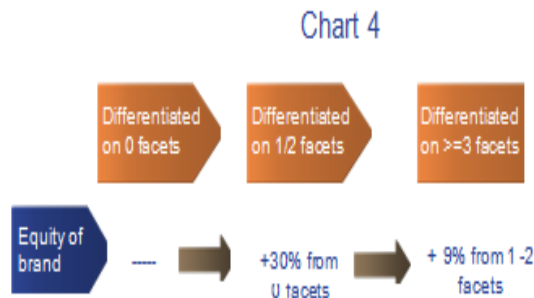 Chart 4
Differentiated
on 0 facets
Differentiated
on 1/2 facets
Differentiated
on >=3 facets
Equity of
brand
-----
+30% from
0 facets
+ 9% from 1 -2
facets